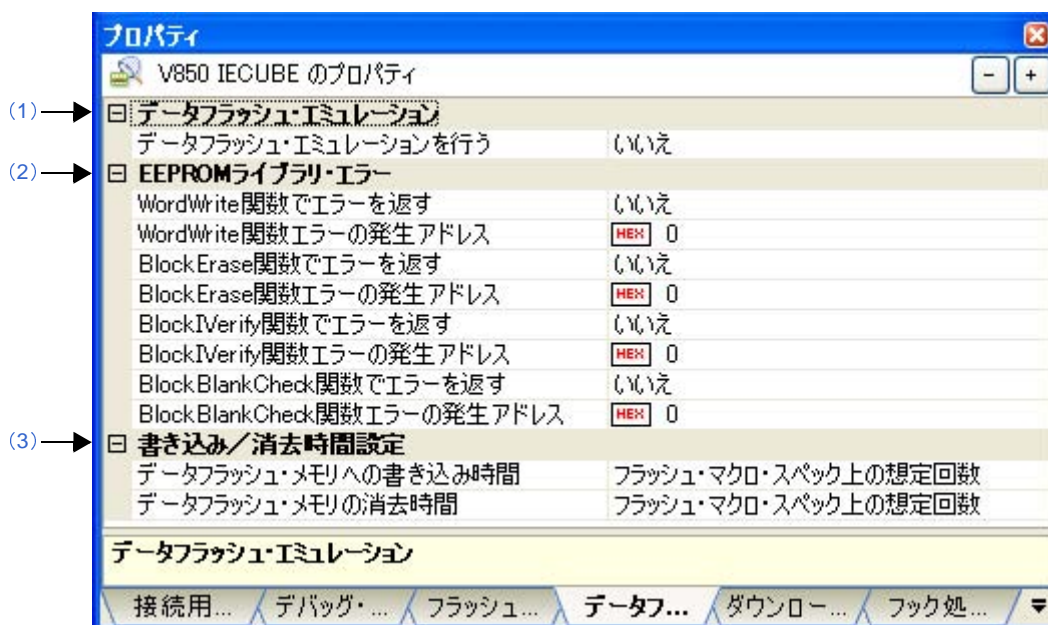 プロパティ
V850 IECUBE のプロパティ - +
(1) データフラッシュ・エミュレーション
データフラッシュ・エミュレーションを行う いいえ
(2) EEPROMライブラリ・エラー
WordWrite関数でエラーを返す いいえ
WordWrite関数エラーの発生アドレス HEX 0
BlockErase関数でエラーを返す いいえ
BlockErase関数エラーの発生アドレス HEX 0
BlockIVerify関数でエラーを返す いいえ
BlockIVerify関数エラーの発生アドレス HEX 0
BlockBlankCheck関数でエラーを返す いいえ
BlockBlankCheck関数エラーの発生アドレス HEX 0
(3) 書き込み/消去時間設定
データフラッシュ・メモリへの書き込み時間 フラッシュ・マクロ・スペック上の想定回数
データフラッシュ・メモリの消去時間 フラッシュ・マクロ・スペック上の想定回数
データフラッシュ・エミュレーション
接続用... デバッグ・... フラッシュ... データフ... ダウンロー... フック処...